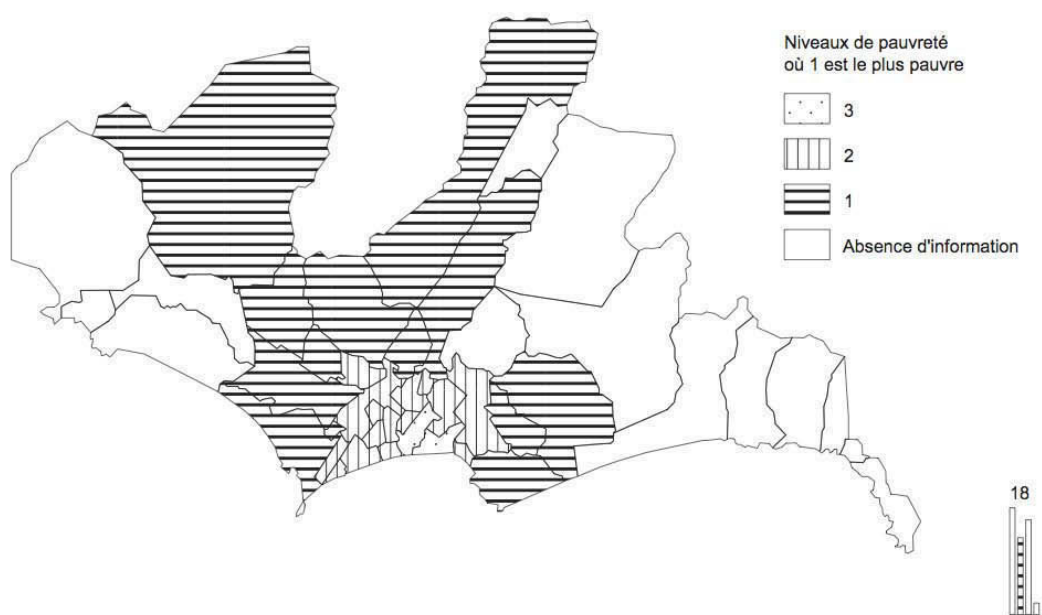 Niveaux de pauvreté
où 1 est le plus pauvre
3
2
1
Absence d'information
18